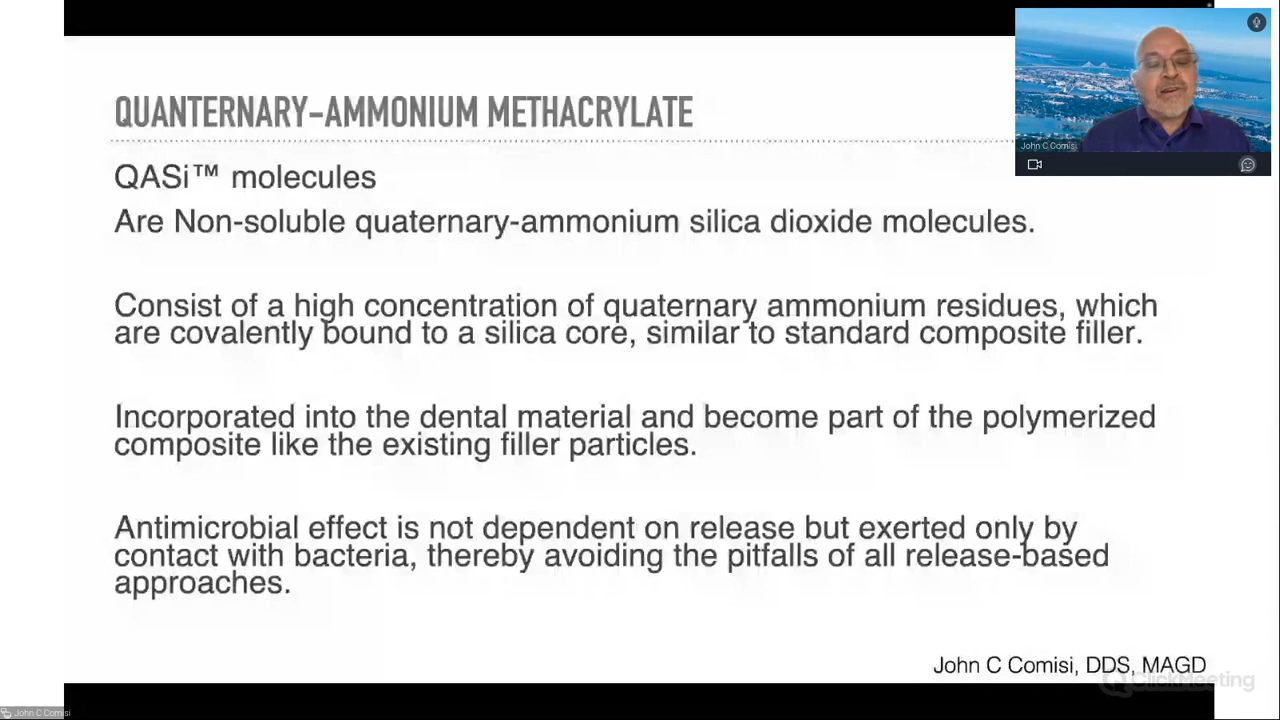 QUANTERNARY-AMMONIUM METHACRYLATE
John C Comisi
QASi™ molecules
Are Non-soluble quaternary-ammonium silica dioxide molecules.
Consist of a high concentration of quaternary ammonium residues, which
are covalently bound to a silica core, similar to standard composite filler.
Incorporated into the dental material and become part of the polymerized
composite like the existing filler particles.
Antimicrobial effect is not dependent on release but exerted only by
contact with bacteria, thereby avoiding the pitfalls of all release-based
approaches.
John C Comisi, DDS, MAGD
ClickMeeting
John C Comisi